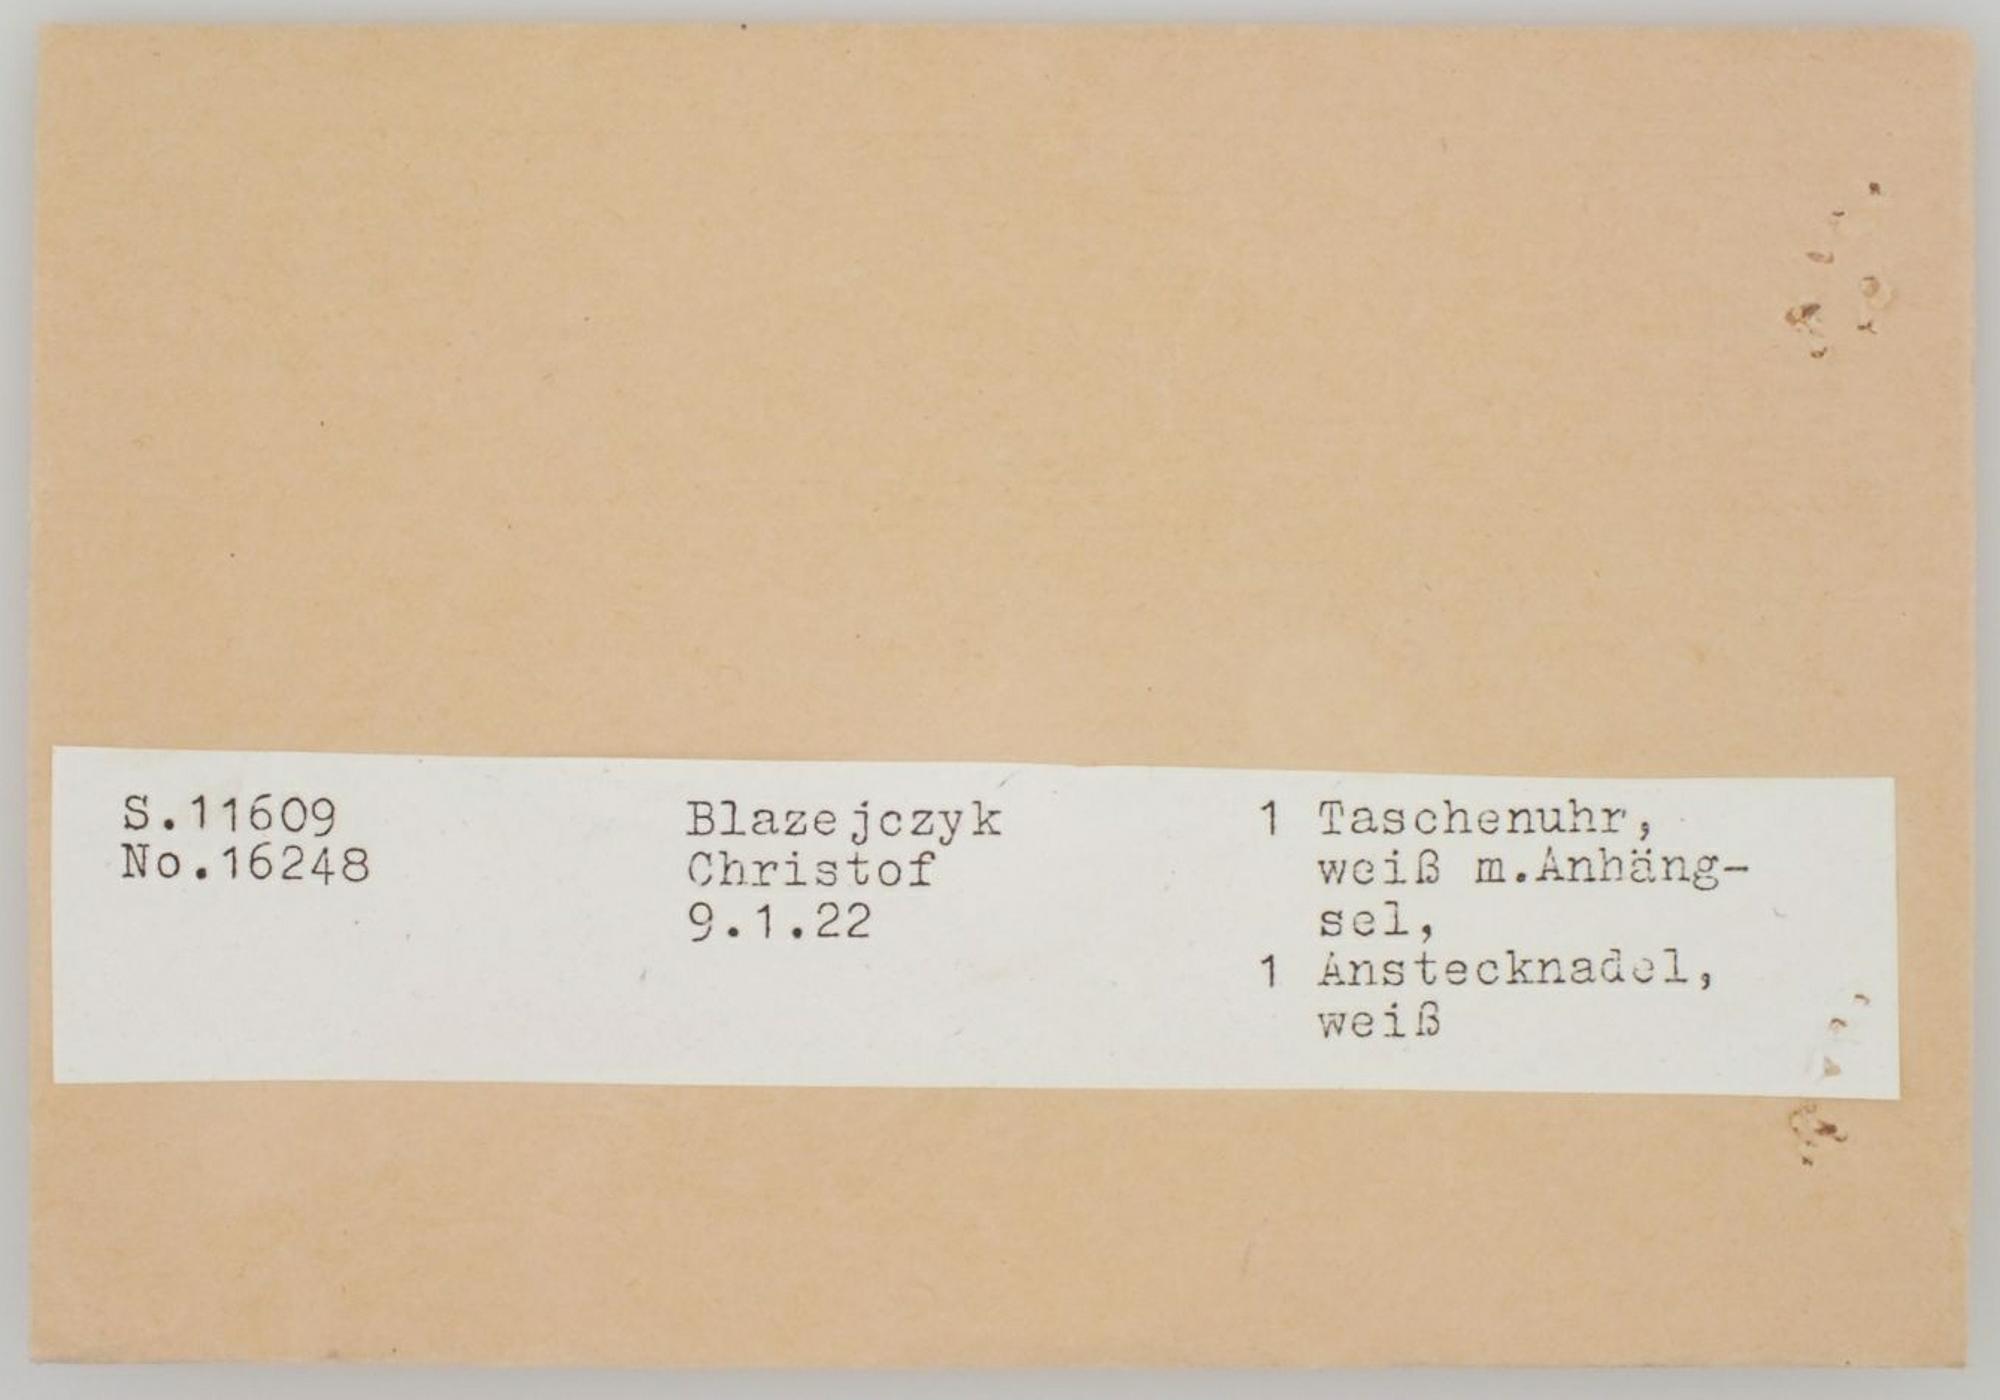 S.11609
No.16248
Blazejczyk
Christof
9.1.22
1 Taschenuhr,
weiß m.Anhäng-
sel,
1 Anstecknadel,
weiß